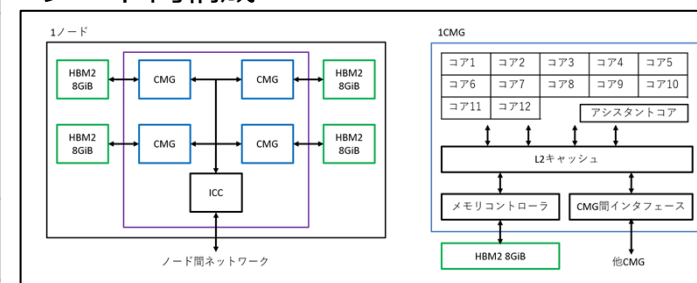 1ノード
HBM2
8GiB
CMG
CMG
HBM2
8GiB
HBM2
8GiB
CMG
CMG
HBM2
8GiB
ICC
ノード間ネットワーク
1CMG
コア1 コア2 コア3 コア4 コア5
コア6 コア7 コア8 コア9 コア10
コア11 コア12
アシスタントコア
L2キャッシュ
メモリコントローラ
CMG間インタフェース
HBM2 8GiB
他CMG